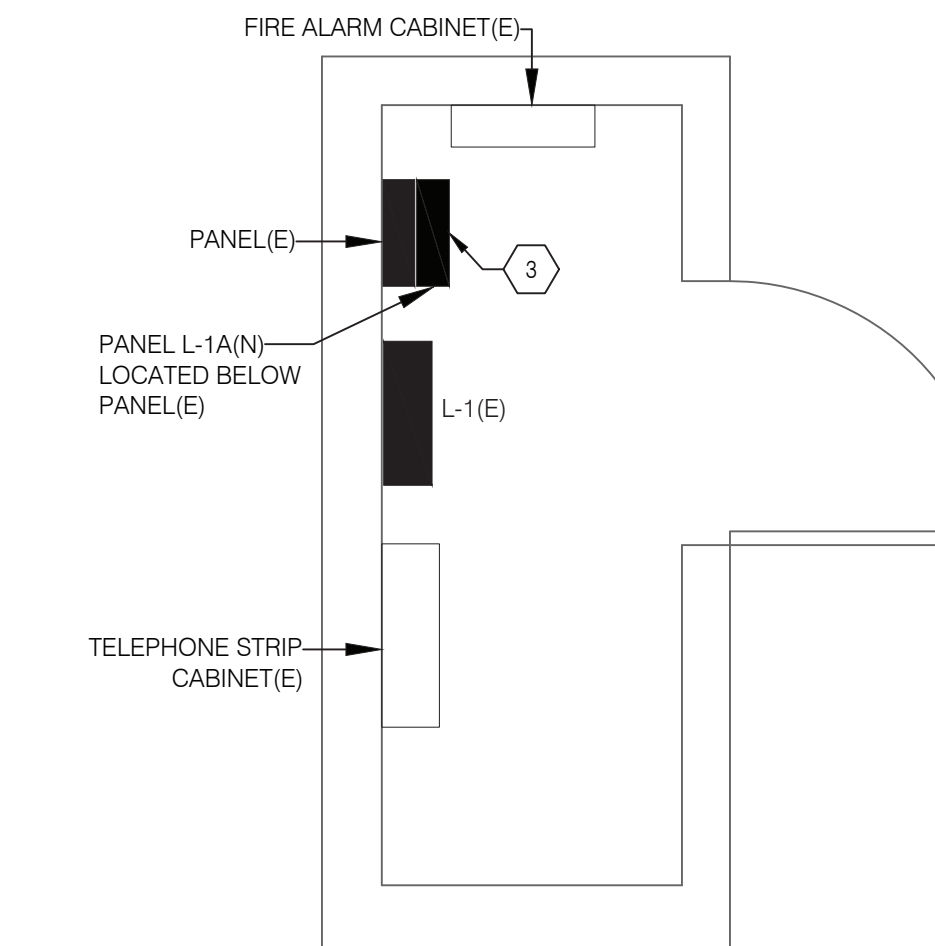 FIRE ALARM CABINET(E)
PANEL(E)
3
PANEL L-1A(N)
LOCATED BELOW
PANEL(E)
L-1(E)
TELEPHONE STRIP
CABINET(E)